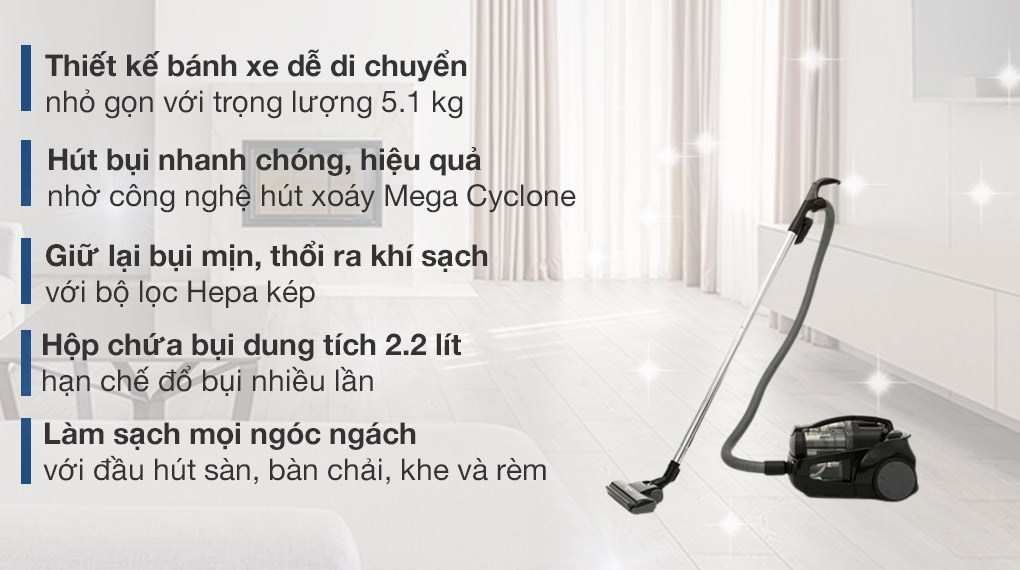 Thiết kế bánh xe dễ di chuyển
nhỏ gọn với trọng lượng 5.1 kg
Hút bụi nhanh chóng, hiệu quả
nhờ công nghệ hút xoáy Mega Cyclone
Giữ lại bụi mịn, thổi ra khí sạch
với bộ lọc Hepa kép
Hộp chứa bụi dung tích 2.2 lít
hạn chế đổ bụi nhiều lần
Làm sạch mọi ngóc ngách
với đầu hút sàn, bàn chải, khe và rèm